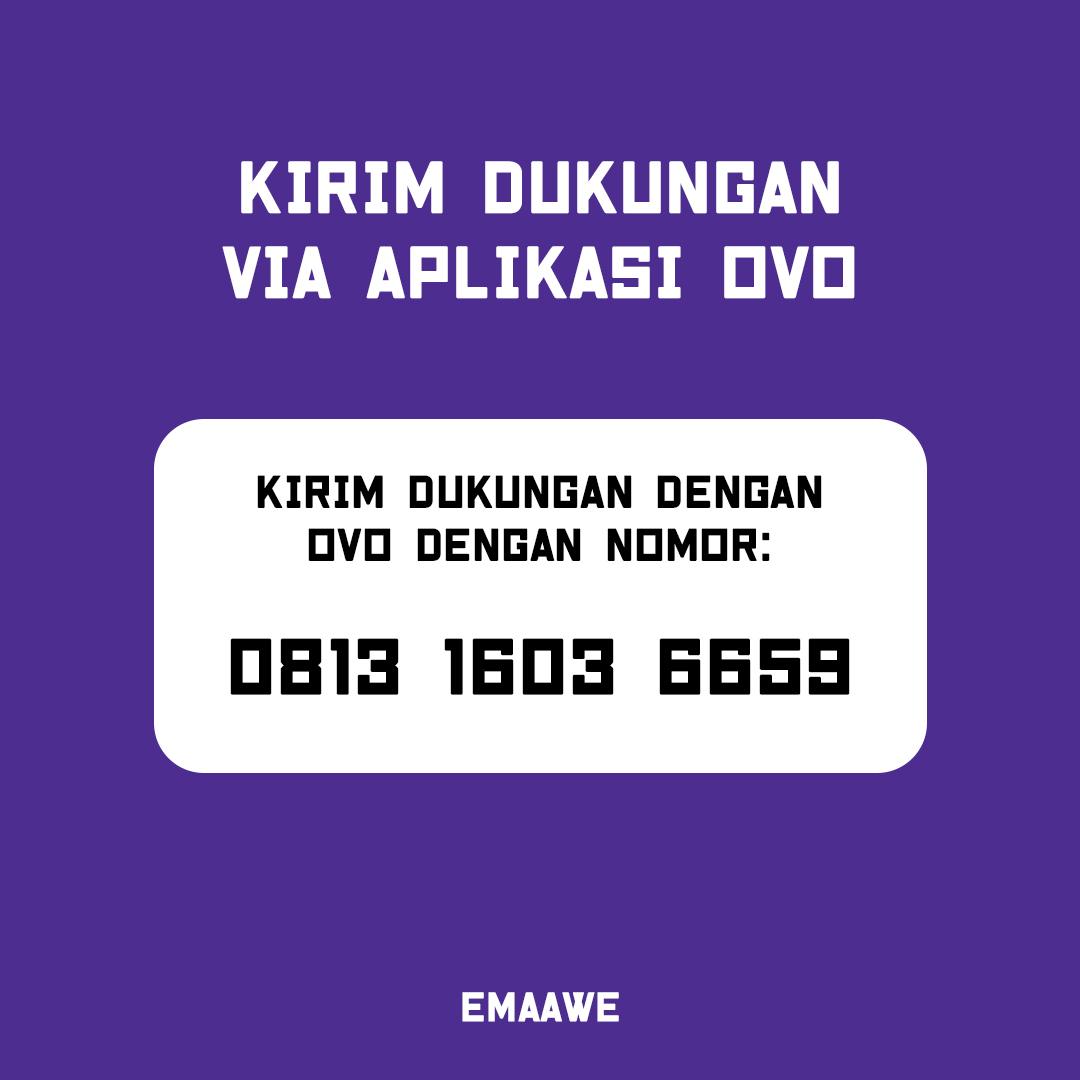 KIRIM DUKUNGAN
VIA APLIKASI OVO
KIRIM DUKUNGAN DENGAN
OVO DENGAN NOMOR:
0813 1603 6659
EMAAWE